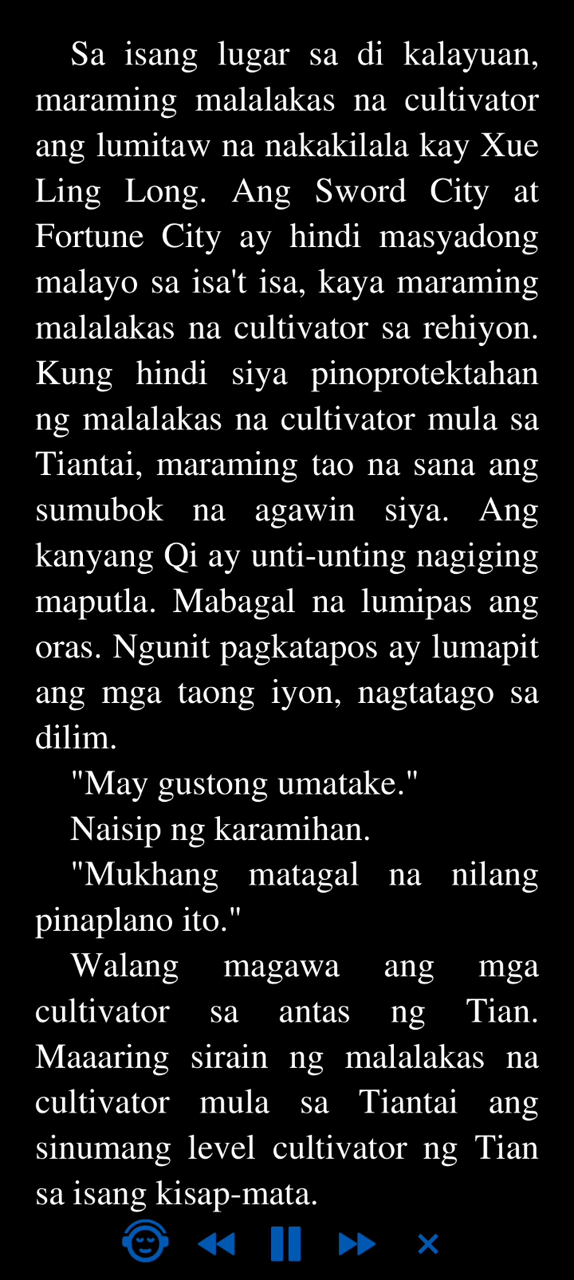 Sa isang lugar sa di kalayuan,
maraming malalakas na cultivator
ang lumitaw na nakakilala kay Xue
Ling Long. Ang Sword City at
Fortune City ay hindi masyadong
malayo sa isa't isa, kaya maraming
malalakas na cultivator sa rehiyon.
Kung hindi siya pinoprotektahan
ng malalakas na cultivator mula sa
Tiantai, maraming tao na sana ang
sumubok na agawin siya. Ang
kanyang Qi ay unti-unting nagiging
maputla. Mabagal na lumipas ang
oras. Ngunit pagkatapos ay lumapit
ang mga taong iyon, nagtatago sa
dilim.
"May gustong umatake."
Naisip ng karamihan.
"Mukhang matagal na nilang
pinaplano ito."
Walang magawa ang mga
cultivator sa antas ng Tian.
Maaaring sirain ng malalakas na
cultivator mula sa Tiantai ang
sinumang level cultivator ng Tian
sa isang kisap-mata.